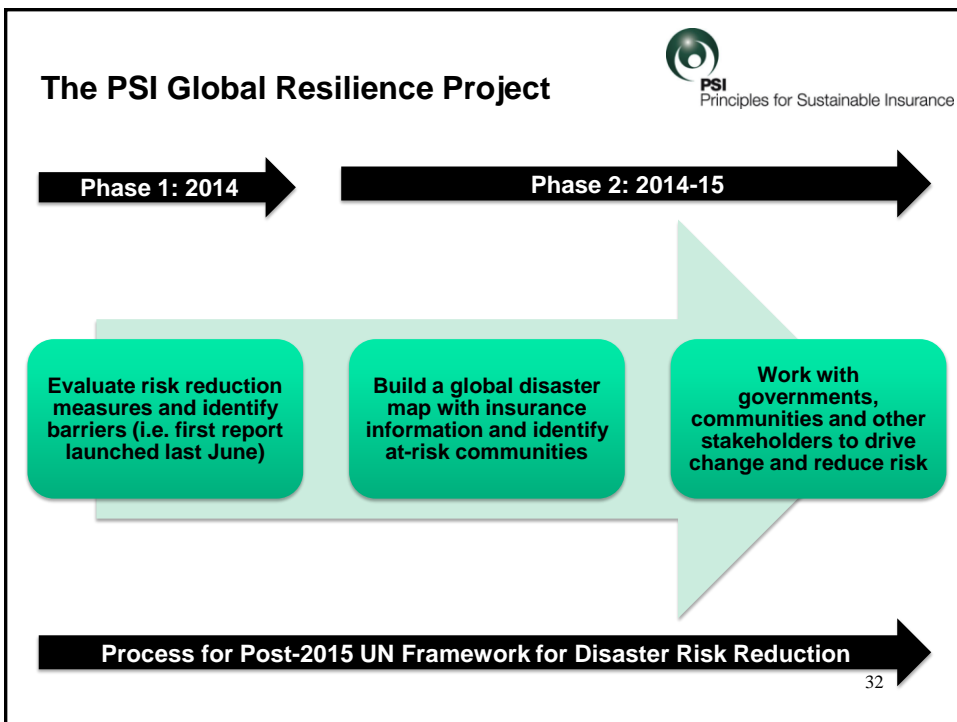 The PSI Global Resilience Project
PSI
Principles for Sustainable Insurance
Phase 1: 2014
Phase 2: 2014-15
Evaluate risk reduction
measures and identify
barriers (i.e. first report
launched last June)
Build a global disaster
map with insurance
information and identify
at-risk communities
Work with
governments,
communities and other
stakeholders to drive
change and reduce risk
Process for Post-2015 UN Framework for Disaster Risk Reduction
32